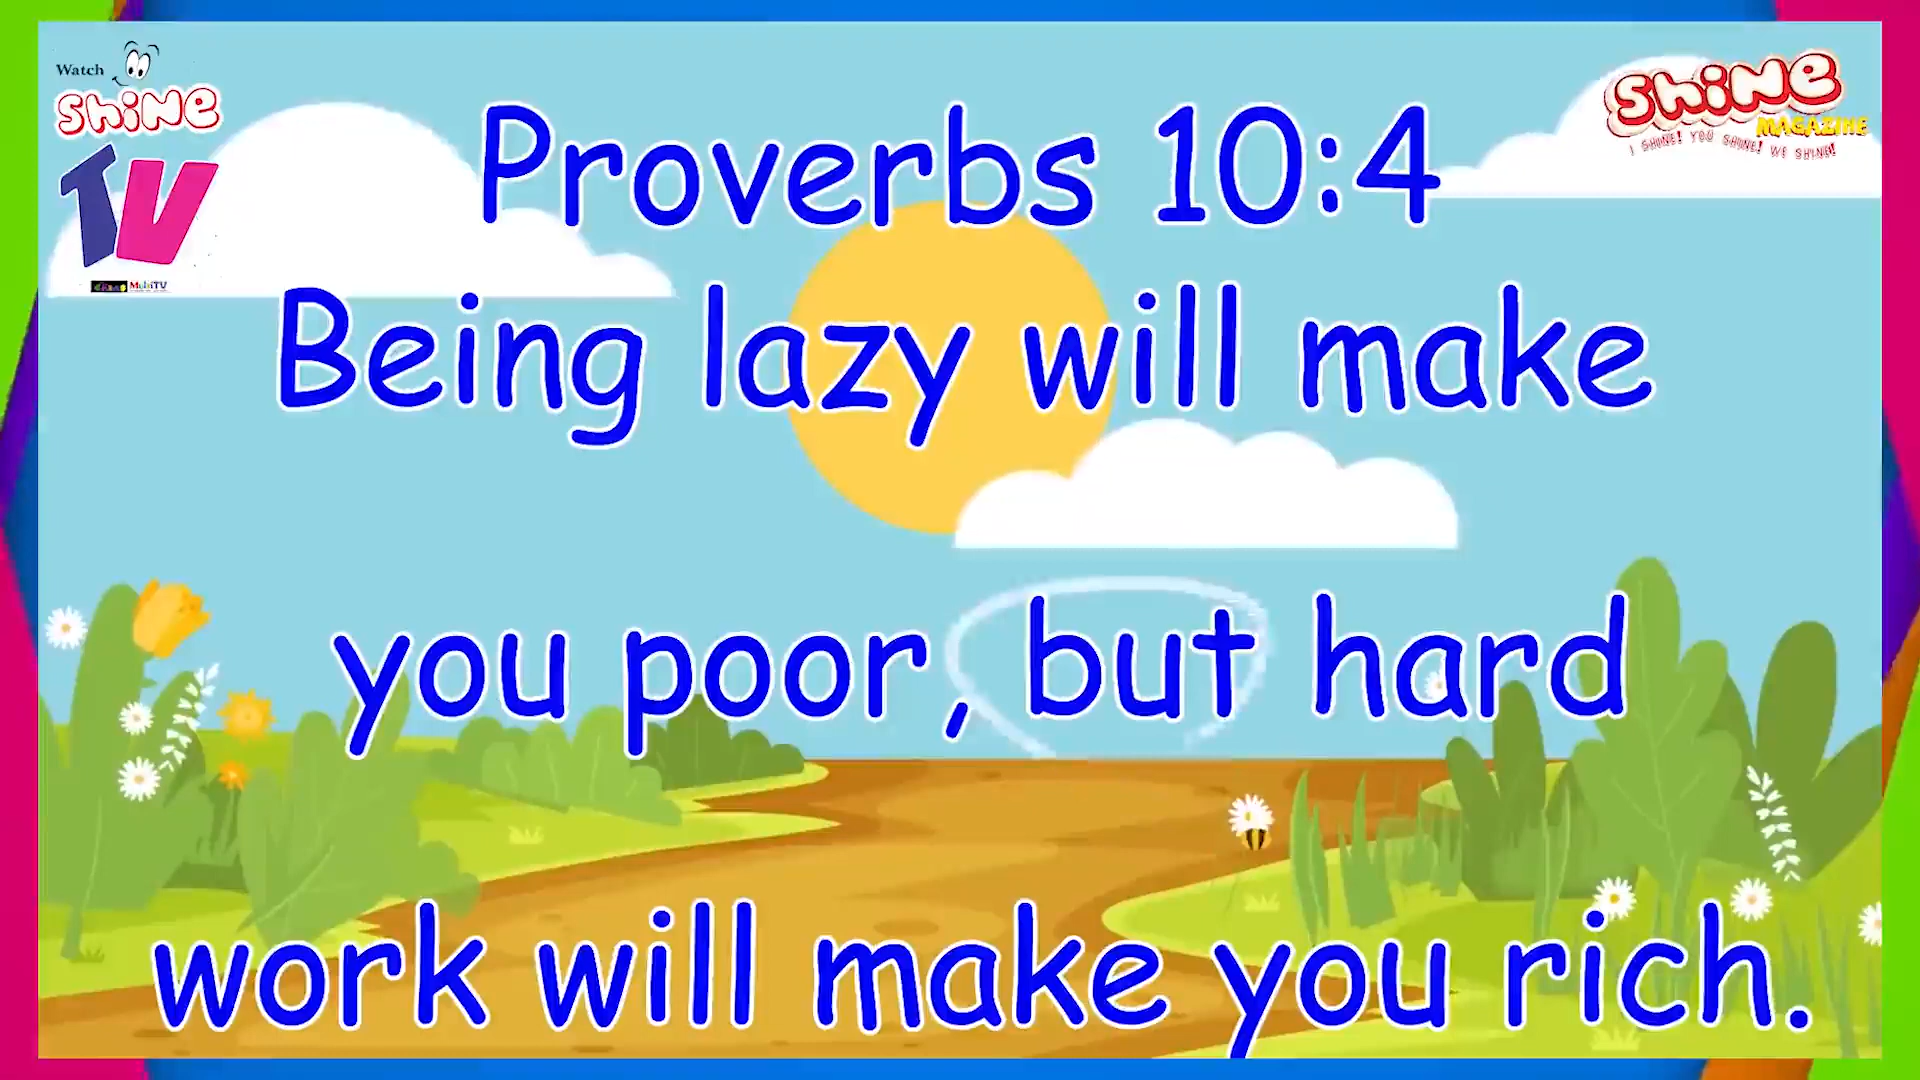 Watch
SHiNe
TV
MultiTV
SHiNe
MAGAZINE
I SHINE! YOU SHINE! WE SHINE!
Proverbs 10:4
Being lazy will make
you poor, but hard
work will make you rich.